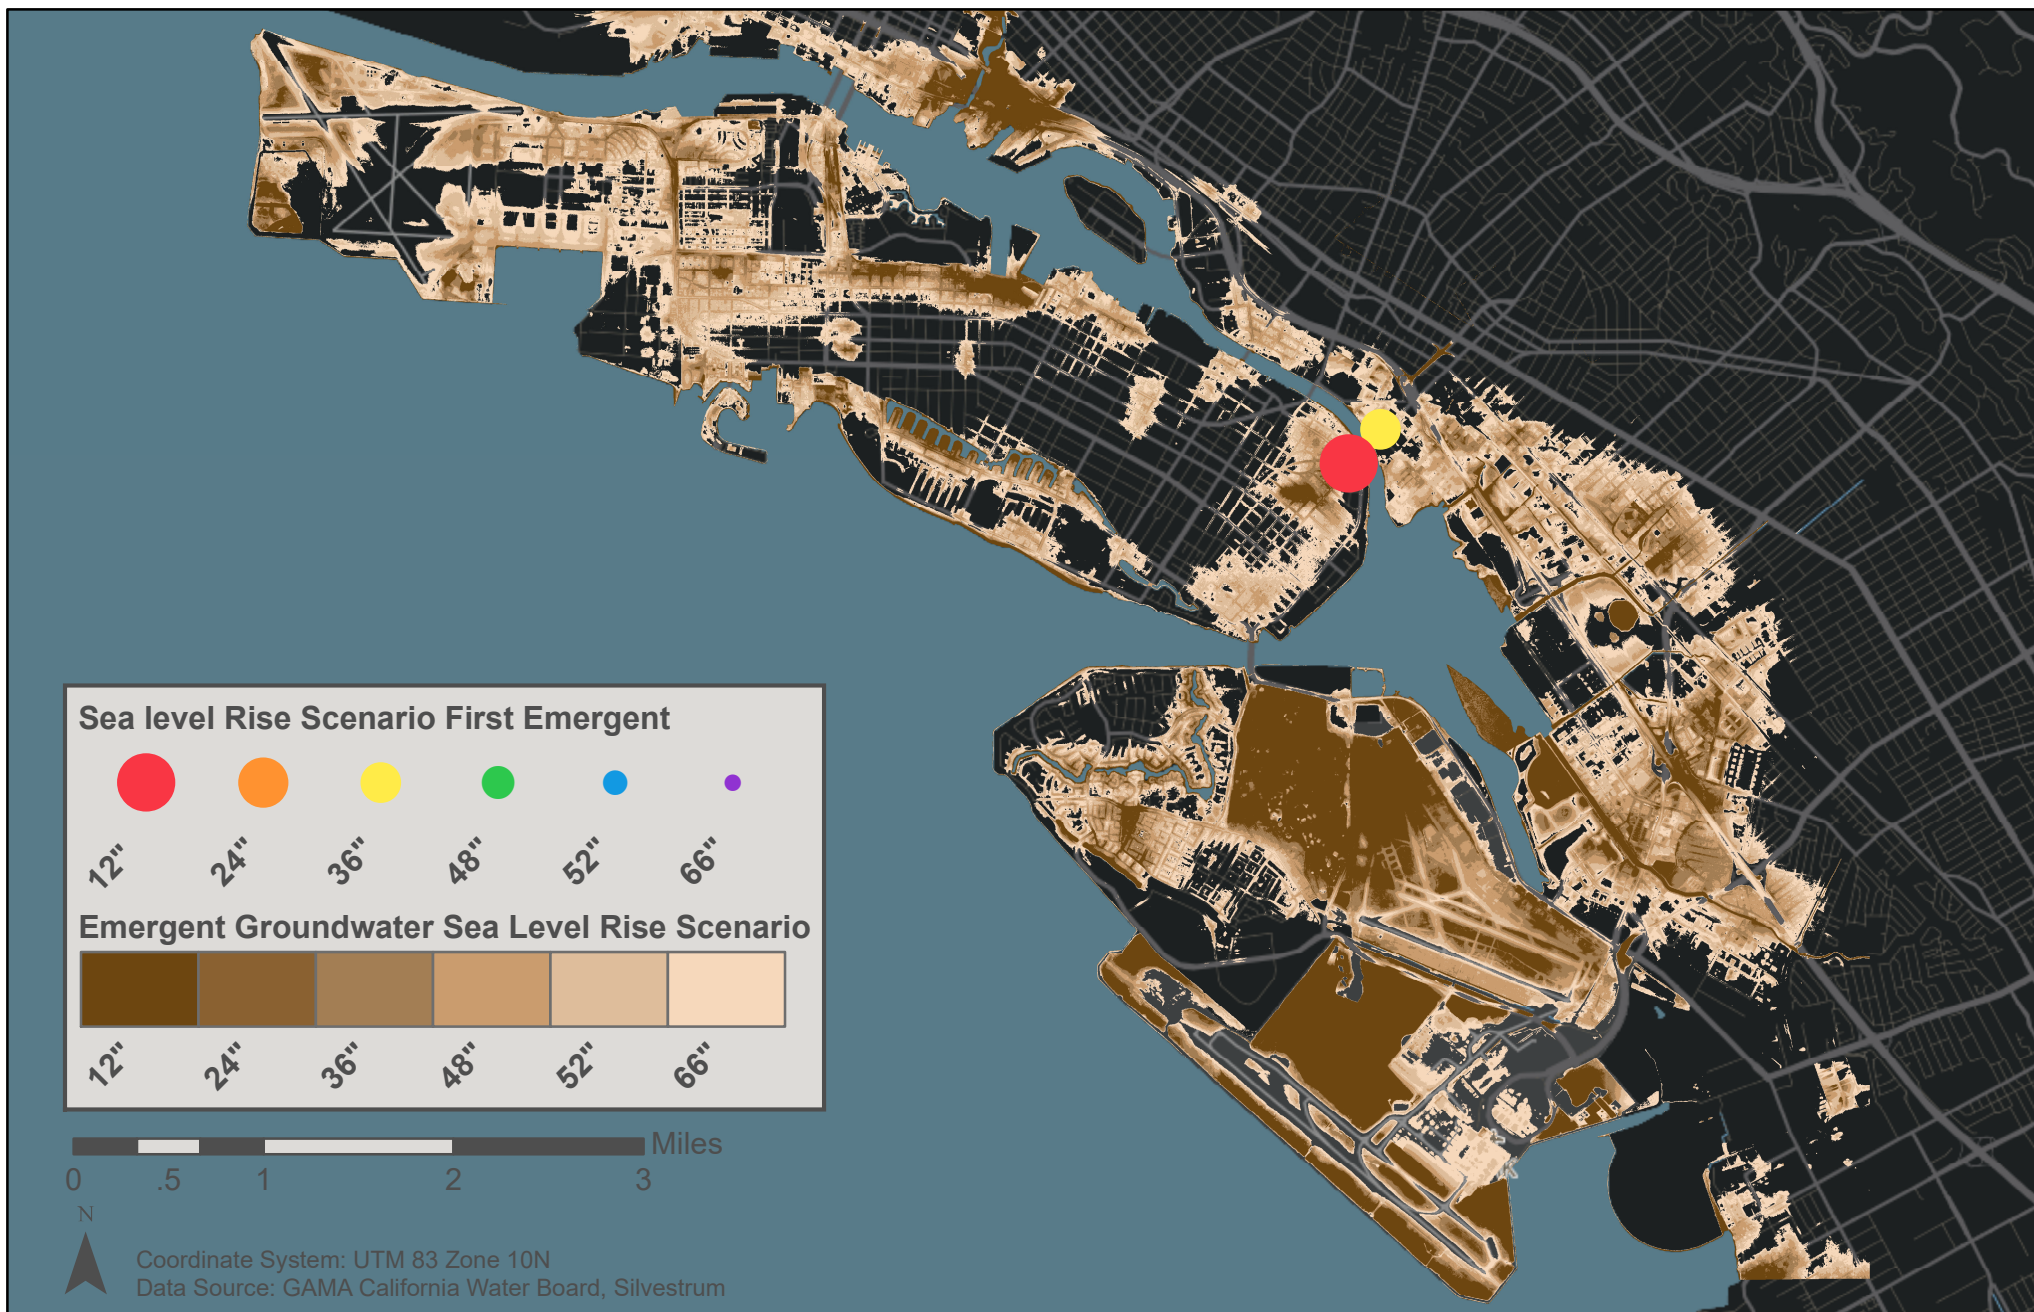 Sea level Rise Scenario First Emergent
12" 24" 36" 48" 52" 66"
Emergent Groundwater Sea Level Rise Scenario
12" 24" 36" 48" 52" 66"
Miles
0 .5 1 2 3
N
Coordinate System: UTM 83 Zone 10N
Data Source: GAMA California Water Board, Silvestrum